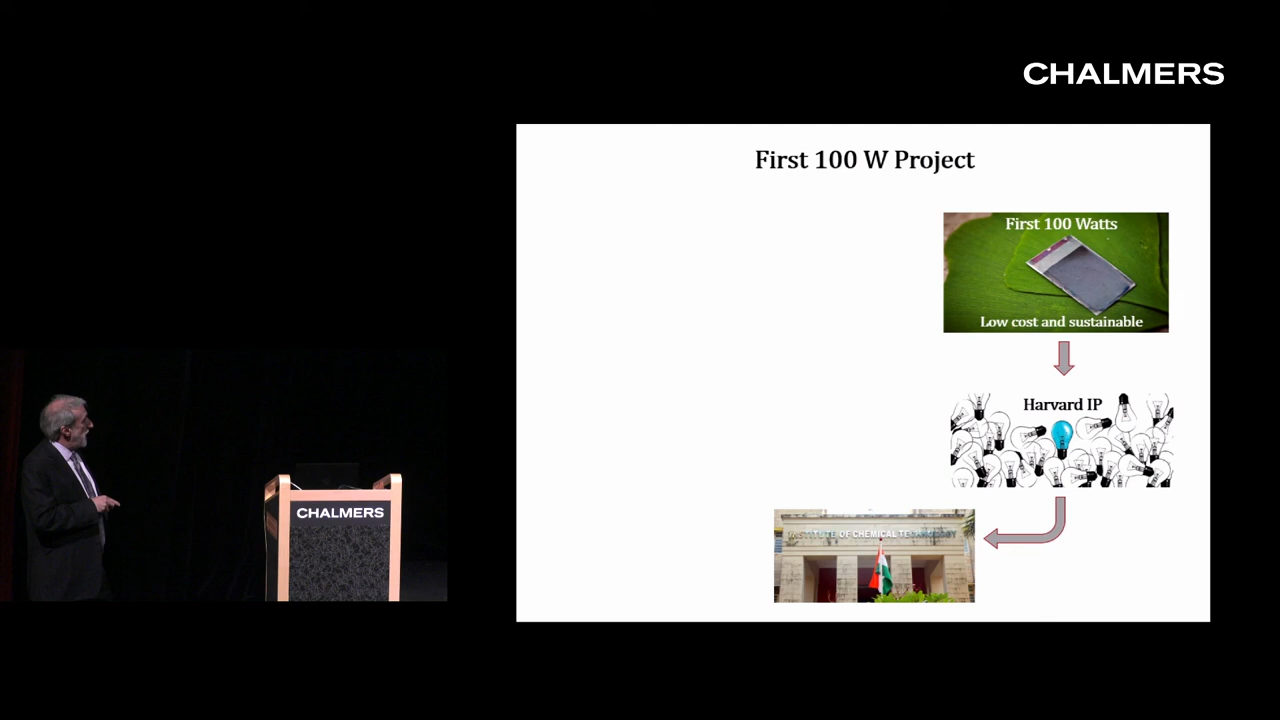 CHALMERS
First 100 W Project
First 100 Watts
Low cost and sustainable
Harvard IP
INSTITUTE OF CHEMICAL TECHNOLOGY
CHALMERS